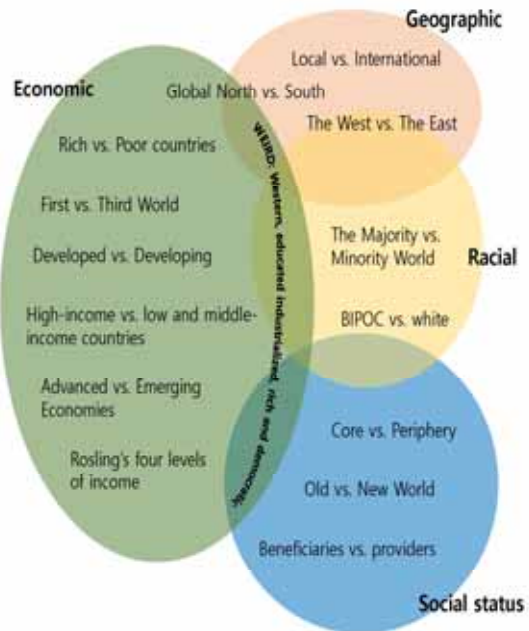 Geographic
Local vs. International
Global North vs. South
The West vs. The East
Economic
Rich vs. Poor countries
First vs. Third World
Developed vs. Developing
High-income vs. low and middle-
income countries
Advanced vs. Emerging
Economies
Rosling's four levels
of income
WEIRD: Western, educated industrialized, rich and democratic
The Majority vs.
Minority World
Racial
BIPOC vs. white
Core vs. Periphery
Old vs. New World
Beneficiaries vs. providers
Social status